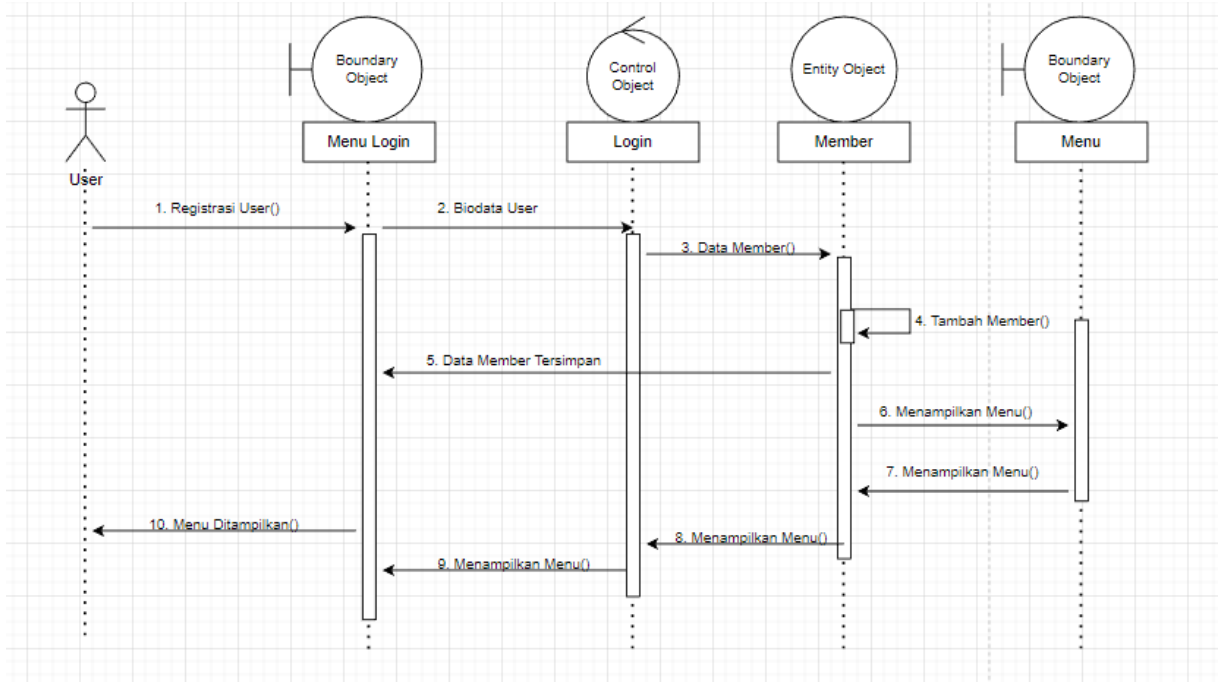 Boundary
Object
Control
Object
Entity Object
Boundary
Object
Menu Login
Login
Member
Menu
User
1. Registrasi User()
2. Biodata User
3. Data Member()
4. Tambah Member()
5. Data Member Tersimpan
6. Menampilkan Menu()
7. Menampilkan Menu()
10. Menu Ditampilkan()
8. Menampilkan Menu()
9. Menampilkan Menu()